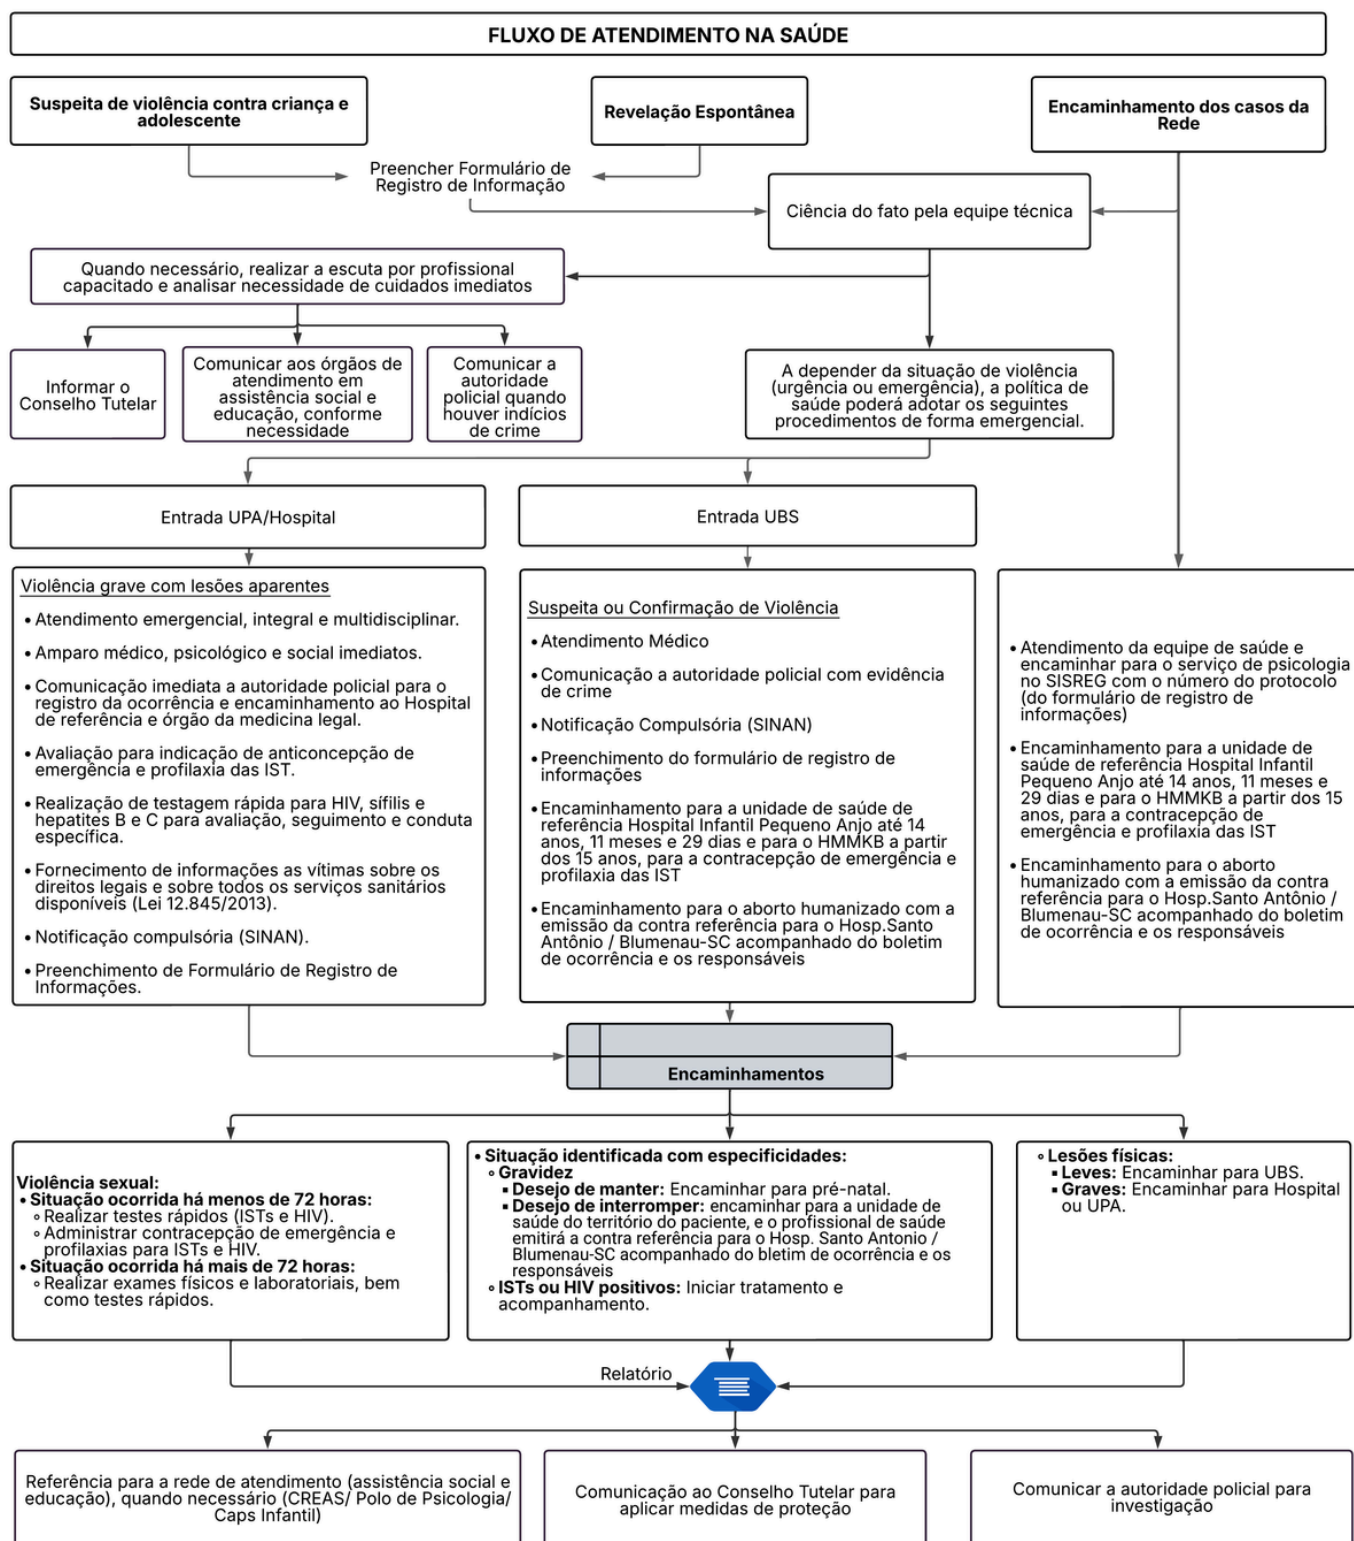 FLUXO DE ATENDIMENTO NA SAÚDE
Suspeita de violência contra criança e
adolescente
Revelação Espontânea
Encaminhamento dos casos da
Rede
Preencher Formulário de
Registro de Informação
Ciência do fato pela equipe técnica
Quando necessário, realizar a escuta por profissional
capacitado e analisar necessidade de cuidados imediatos
Informar o
Conselho Tutelar
Comunicar aos órgãos de
atendimento em
assistência social e
educação, conforme
necessidade
Comunicar a
autoridade
policial quando
houver indícios
de crime
A depender da situação de violência
(urgência ou emergência), a política de
saúde poderá adotar os seguintes
procedimentos de forma emergencial.
Entrada UPA/Hospital
Entrada UBS
Violência grave com lesões aparentes
• Atendimento emergencial, integral e multidisciplinar.
• Amparo médico, psicológico e social imediatos.
• Comunicação imediata a autoridade policial para o
registro da ocorrência e encaminhamento ao Hospital
de referência e órgão da medicina legal.
• Avaliação para indicação de anticoncepção de
emergência e profilaxia das IST.
• Realização de testagem rápida para HIV, sífilis e
hepatites B e C para avaliação, seguimento e conduta
específica.
• Fornecimento de informações as vítimas sobre os
direitos legais e sobre todos os serviços sanitários
disponíveis (Lei 12.845/2013).
• Notificação compulsória (SINAN).
• Preenchimento de Formulário de Registro de
Informações.
Suspeita ou Confirmação de Violência
• Atendimento Médico
• Comunicação a autoridade policial com evidência
de crime
• Notificação Compulsória (SINAN)
• Preenchimento do formulário de registro de
informações
• Encaminhamento para a unidade de saúde de
referência Hospital Infantil Pequeno Anjo até 14
anos, 11 meses e 29 dias e para o HMMKB a partir
dos 15 anos, para a contracepção de emergência e
profilaxia das IST
• Encaminhamento para o aborto humanizado com a
emissão da contra referência para o Hosp.Santo
Antônio / Blumenau-SC acompanhado do boletim
de ocorrência e os responsáveis
• Atendimento da equipe de saúde e
encaminhar para o serviço de psicologia
no SISREG com o número do protocolo
(do formulário de registro de
informações)
• Encaminhamento para a unidade de
saúde de referência Hospital Infantil
Pequeno Anjo até 14 anos, 11 meses e
29 dias e para o HMMKB a partir dos 15
anos, para a contracepção de
emergência e profilaxia das IST
• Encaminhamento para o aborto
humanizado com a emissão da contra
referência para o Hosp.Santo Antônio /
Blumenau-SC acompanhado do boletim
de ocorrência e os responsáveis
Encaminhamentos
Violência sexual:
• Situação ocorrida há menos de 72 horas:
◦ Realizar testes rápidos (ISTs e HIV).
◦ Administrar contracepção de emergência e
profilaxias para ISTs e HIV.
• Situação ocorrida há mais de 72 horas:
◦ Realizar exames físicos e laboratoriais, bem
como testes rápidos.
• Situação identificada com especificidades:
◦ Gravidez
▪ Desejo de manter: Encaminhar para pré-natal.
▪ Desejo de interromper: encaminhar para a unidade de
saúde do território do paciente, e o profissional de saúde
emitirá a contra referência para o Hosp. Santo Antonio /
Blumenau-SC acompanhado do bletim de ocorrência e os
responsáveis
◦ ISTs ou HIV positivos: Iniciar tratamento e
acompanhamento.
◦ Lesões físicas:
▪ Leves: Encaminhar para UBS.
▪ Graves: Encaminhar para Hospital
ou UPA.
Relatório
Referência para a rede de atendimento (assistência social e
educação), quando necessário (CREAS/ Polo de Psicologia/
Caps Infantil)
Comunicação ao Conselho Tutelar para
aplicar medidas de proteção
Comunicar a autoridade policial para
investigação